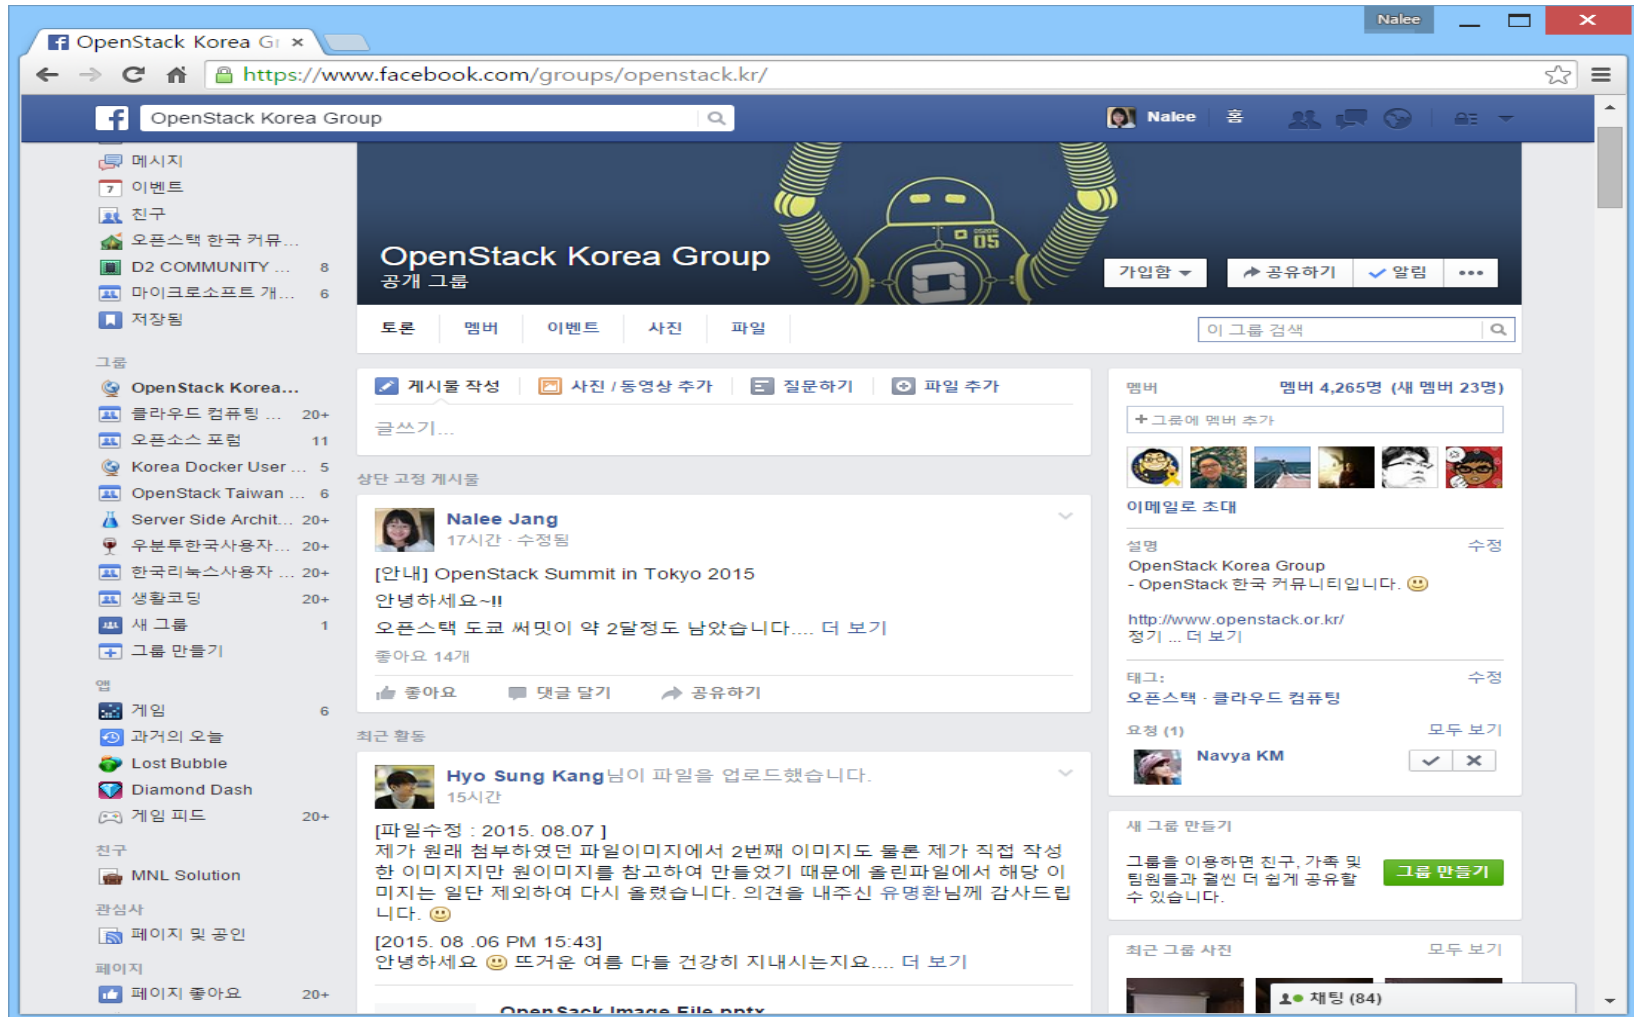 Nalee
OpenStack Korea Gr
https://www.facebook.com/groups/openstack.kr/
OpenStack Korea Group
Nalee
홈
메시지
7 이벤트
친구
오픈스택 한국 커뮤...
D2 COMMUNITY ... 8
마이크로소프트 개... 6
저장됨
그룹
OpenStack Korea...
클라우드 컴퓨팅 ... 20+
오픈소스 포럼 11
Korea Docker User ... 5
OpenStack Taiwan ... 6
Server Side Archit... 20+
우분투한국사용자... 20+
한국리눅스사용자 ... 20+
생활코딩 20+
새 그룹 1
그룹 만들기
앱
게임 6
과거의 오늘
Lost Bubble
Diamond Dash
게임 피드 20+
친구
MNL Solution
관심사
페이지 및 공인
페이지
페이지 좋아요 20+
05
OpenStack Korea Group
공개 그룹
가입함
공유하기
알림
토론 멤버 이벤트 사진 파일
이 그룹 검색
게시물 작성 사진 / 동영상 추가 질문하기 파일 추가
글쓰기...
상단 고정 게시물
Nalee Jang
17시간 · 수정됨
[안내] OpenStack Summit in Tokyo 2015
안녕하세요~!!
오픈스택 도쿄 써밋이 약 2달정도 남았습니다.... 더 보기
좋아요 14개
좋아요 댓글 달기 공유하기
최근 활동
Hyo Sung Kang님이 파일을 업로드했습니다.
15시간
[파일수정 : 2015. 08.07 ]
제가 원래 첨부하였던 파일이미지에서 2번째 이미지도 물론 제가 직접 작성
한 이미지지만 원이미지를 참고하여 만들었기 때문에 올린파일에서 해당 이
미지는 일단 제외하여 다시 올렸습니다. 의견을 내주신 유명환님께 감사드립
니다.
[2015. 08 .06 PM 15:43]
안녕하세요 뜨거운 여름 다들 건강히 지내시는지요.... 더 보기
OpenSack Image File.pptx
멤버 멤버 4,265명 (새 멤버 23명)
+ 그룹에 멤버 추가
이메일로 초대
설명 수정
OpenStack Korea Group
- OpenStack 한국 커뮤니티입니다.
http://www.openstack.or.kr/
정기 ... 더 보기
태그: 수정
오픈스택 · 클라우드 컴퓨팅
요청 (1) 모두 보기
Navya KM
새 그룹 만들기
그룹을 이용하면 친구, 가족 및
팀원들과 훨씬 더 쉽게 공유할
수 있습니다.
그룹 만들기
최근 그룹 사진 모두 보기
채팅 (84)